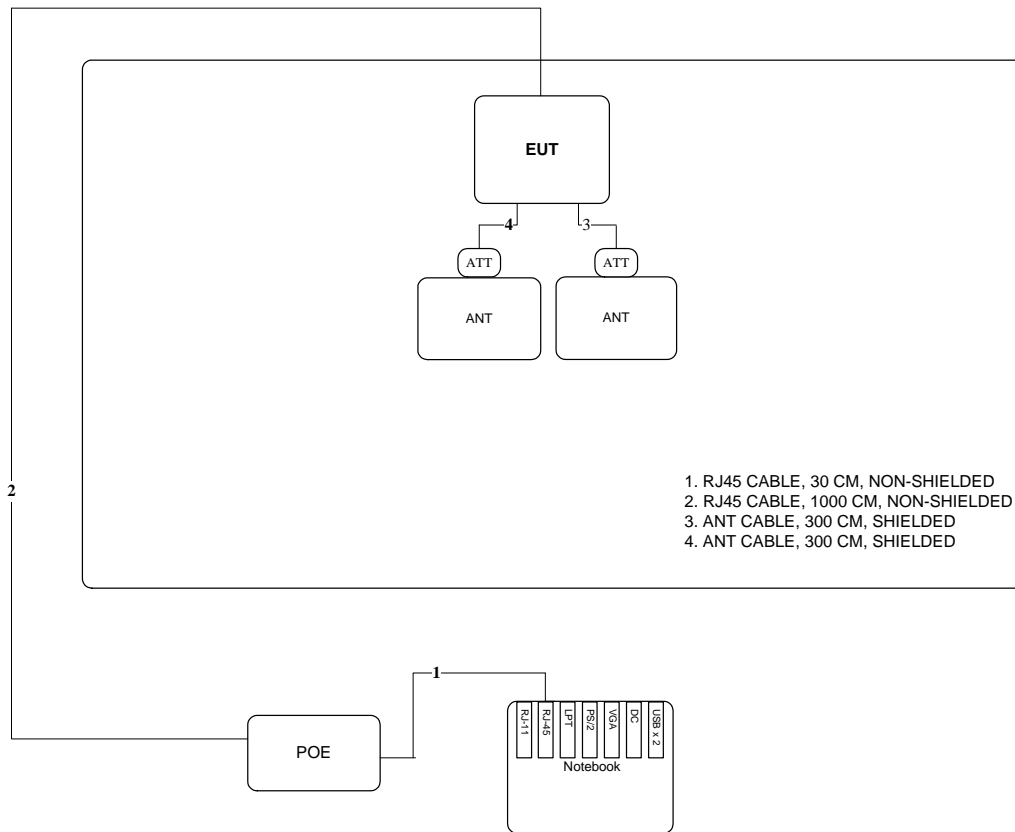 EUT
4
3
ATT
ATT
ANT
ANT
2
1. RJ45 CABLE, 30 CM, NON-SHIELDED
2. RJ45 CABLE, 1000 CM, NON-SHIELDED
3. ANT CABLE, 300 CM, SHIELDED
4. ANT CABLE, 300 CM, SHIELDED
1
POE
RJ-11
RJ-45
LPT
PS/2
VGA
DC
USB x 2
Notebook